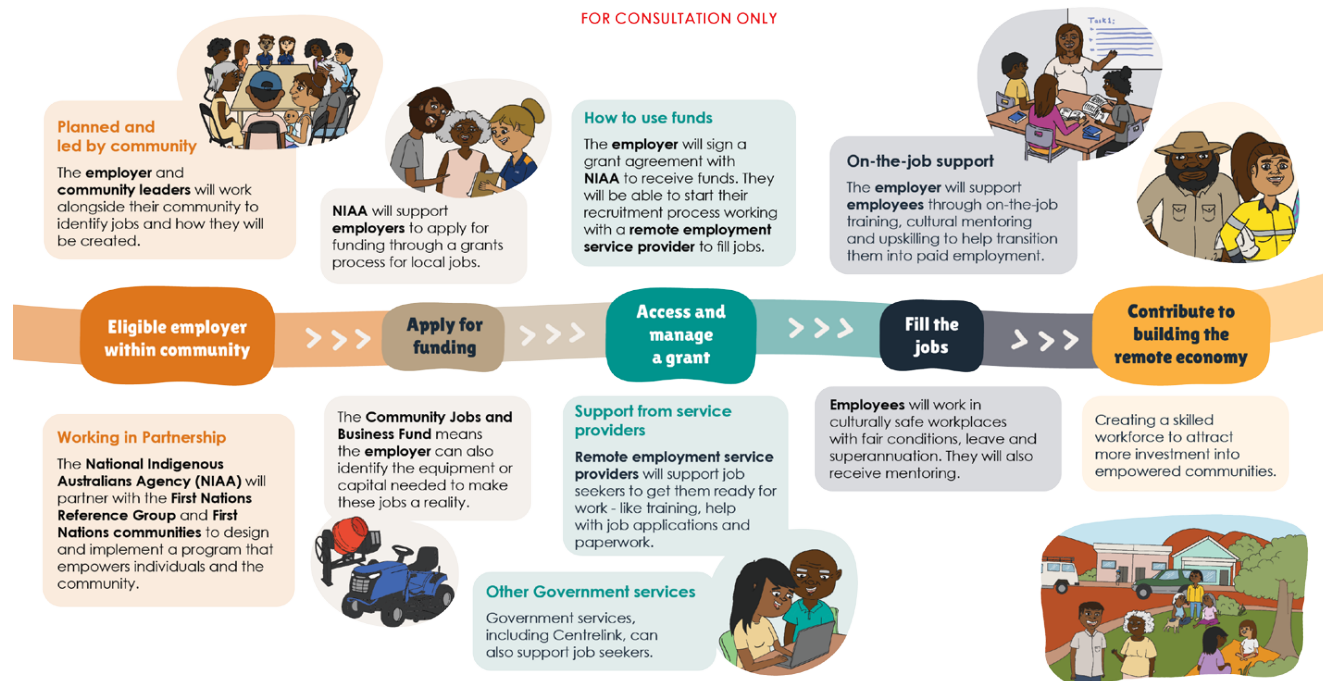 FOR CONSULTATION ONLY
Planned and
led by community
The employer and
community leaders will work
alongside their community to
identify jobs and how they will
be created.
NIAA will support
employers to apply for
funding through a grants
process for local jobs.
How to use funds
The employer will sign a
grant agreement with
NIAA to receive funds. They
will be able to start their
recruitment process working
with a remote employment
service provider to fill jobs.
Task1:
On-the-job support
The employer will support
employees through on-the-job
training, cultural mentoring
and upskilling to help transition
them into paid employment.
Eligible employer
within community
Apply for
funding
Access and
manage
a grant
Fill the
jobs
Contribute to
building the
remote economy
Working in Partnership
The National Indigenous
Australians Agency (NIAA) will
partner with the First Nations
Reference Group and First
Nations communities to design
and implement a program that
empowers individuals and the
community.
The Community Jobs and
Business Fund means
the employer can also
identify the equipment or
capital needed to make
these jobs a reality.
Support from service
providers
Remote employment service
providers will support job
seekers to get them ready for
work - like training, help
with job applications and
paperwork.
Other Government services
Government services,
including Centrelink, can
also support job seekers.
Employees will work in
culturally safe workplaces
with fair conditions, leave and
superannuation. They will also
receive mentoring.
Creating a skilled
workforce to attract
more investment into
empowered communities.